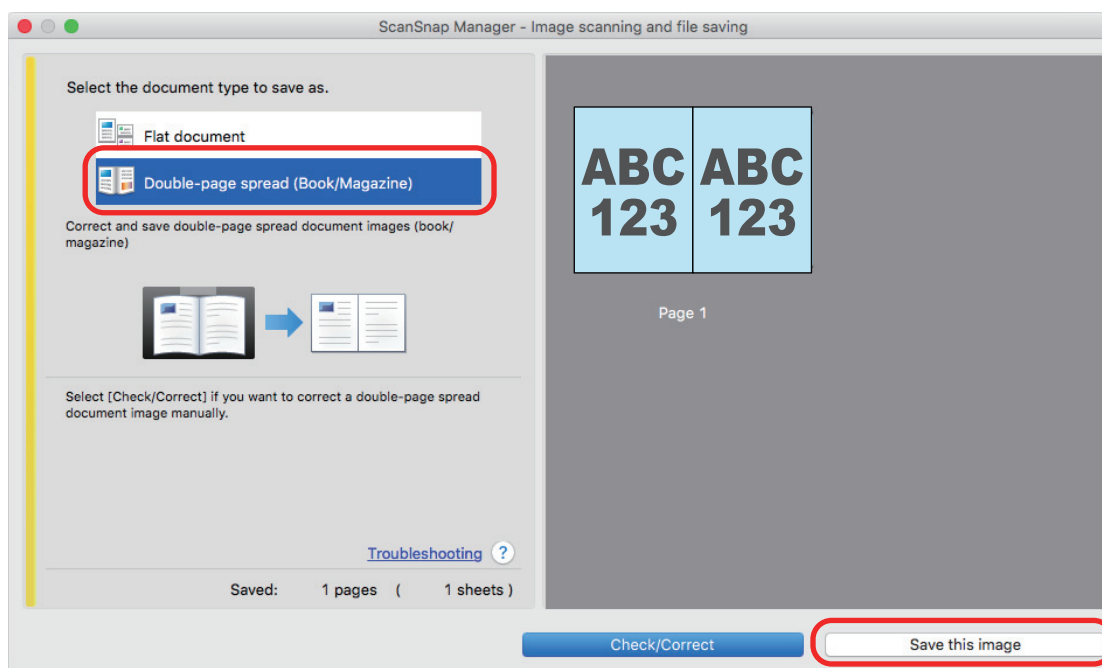 ScanSnap Manager - Image scanning and file saving
Select the document type to save as.
Flat document
Double-page spread (Book/Magazine)
Correct and save double-page spread document images (book/
magazine)
Select [Check/Correct] if you want to correct a double-page spread
document image manually.
Troubleshooting ?
Saved: 1 pages ( 1 sheets )
ABC ABC
123 123
Page 1
Check/Correct
Save this image